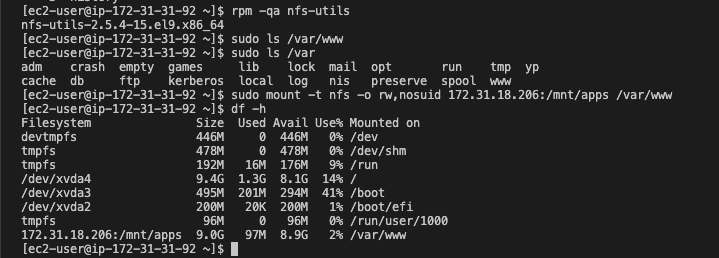 [ec2-user@ip-172-31-31-92 ~]$ rpm -qa nfs-utils
nfs-utils-2.5.4-15.el9.x86_64
[ec2-user@ip-172-31-31-92 ~]$ sudo ls /var/www
[ec2-user@ip-172-31-31-92 ~]$ sudo ls /var
adm    crash  empty  games     lib    lock  mail  opt       run    tmp  yp
cache  db     ftp    kerberos  local  log   nis   preserve  spool  www
[ec2-user@ip-172-31-31-92 ~]$ sudo mount -t nfs -o rw,nosuid 172.31.18.206:/mnt/apps /var/www
[ec2-user@ip-172-31-31-92 ~]$ df -h
Filesystem               Size  Used Avail Use% Mounted on
devtmpfs                 446M     0  446M   0% /dev
tmpfs                    478M     0  478M   0% /dev/shm
tmpfs                    192M   16M  176M   9% /run
/dev/xvda4               9.4G  1.3G  8.1G  14% /
/dev/xvda3               495M  201M  294M  41% /boot
/dev/xvda2               200M   20K  200M   1% /boot/efi
tmpfs                     96M     0   96M   0% /run/user/1000
172.31.18.206:/mnt/apps  9.0G   97M  8.9G   2% /var/www
[ec2-user@ip-172-31-31-92 ~]$